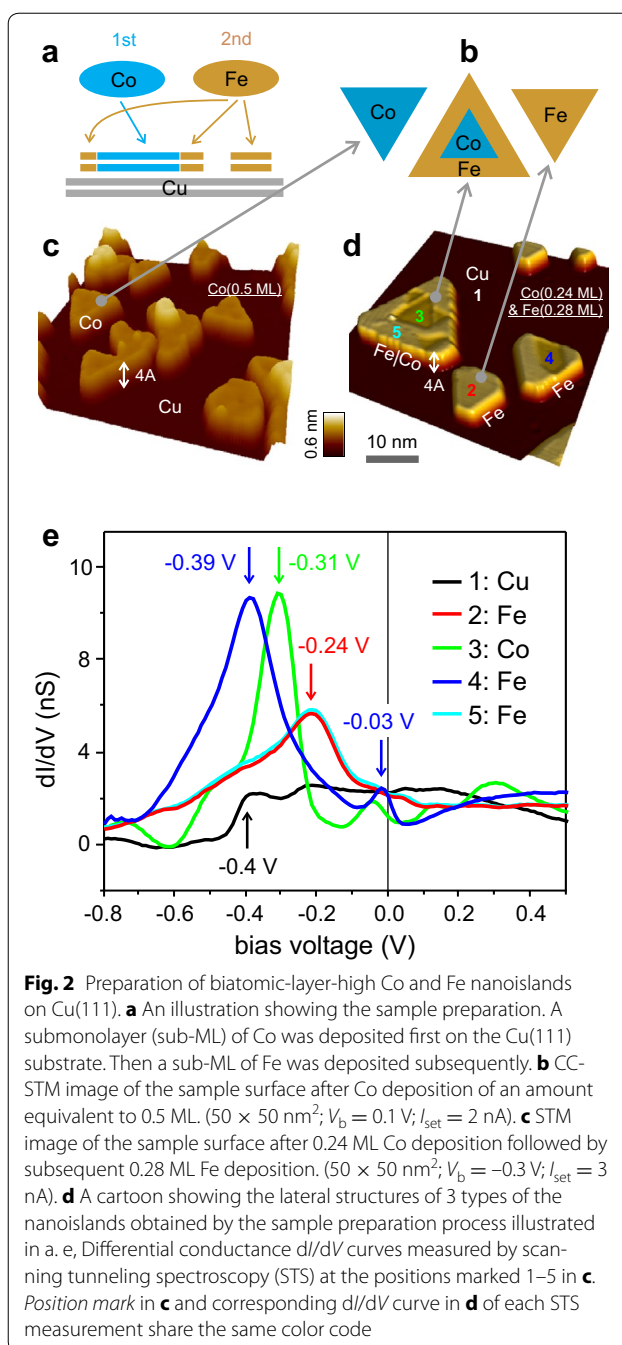 a
1st
2nd
b
Co
Fe
Co
Co
Fe
Fe
Cu
c
d
Co(0.5 ML)
Co
4A
Cu
Cu
1
Co(0.24 ML)
& Fe(0.28 ML)
3
5
Fe|Co
4A
2
Fe
4
Fe
0.6 nm
10 nm
e
10
8
4
0
dI/dV (nS)
-0.39 V
-0.31 V
-0.24 V
-0.03 V
-0.4 V
1: Cu
2: Fe
3: Co
4: Fe
5: Fe
-0.8
-0.6
-0.4
-0.2
0.0
0.2
0.4
bias voltage (V)
Fig. 2 Preparation of biatomic-layer-high Co and Fe nanoislands
on Cu(111). a An illustration showing the sample preparation. A
submonolayer (sub-ML) of Co was deposited first on the Cu(111)
substrate. Then a sub-ML of Fe was deposited subsequently. b CC-
STM image of the sample surface after Co deposition of an amount
equivalent to 0.5 ML. (50 × 50 nm²; Vb = 0.1 V; Iset = 2 nA). c STM
image of the sample surface after 0.24 ML Co deposition followed by
subsequent 0.28 ML Fe deposition. (50 × 50 nm²; Vb = –0.3 V; Iset = 3
nA). d A cartoon showing the lateral structures of 3 types of the
nanoislands obtained by the sample preparation process illustrated
in a. e, Differential conductance dI/dV curves measured by scan-
ning tunneling spectroscopy (STS) at the positions marked 1–5 in c.
Position mark in c and corresponding dI/dV curve in d of each STS
measurement share the same color code